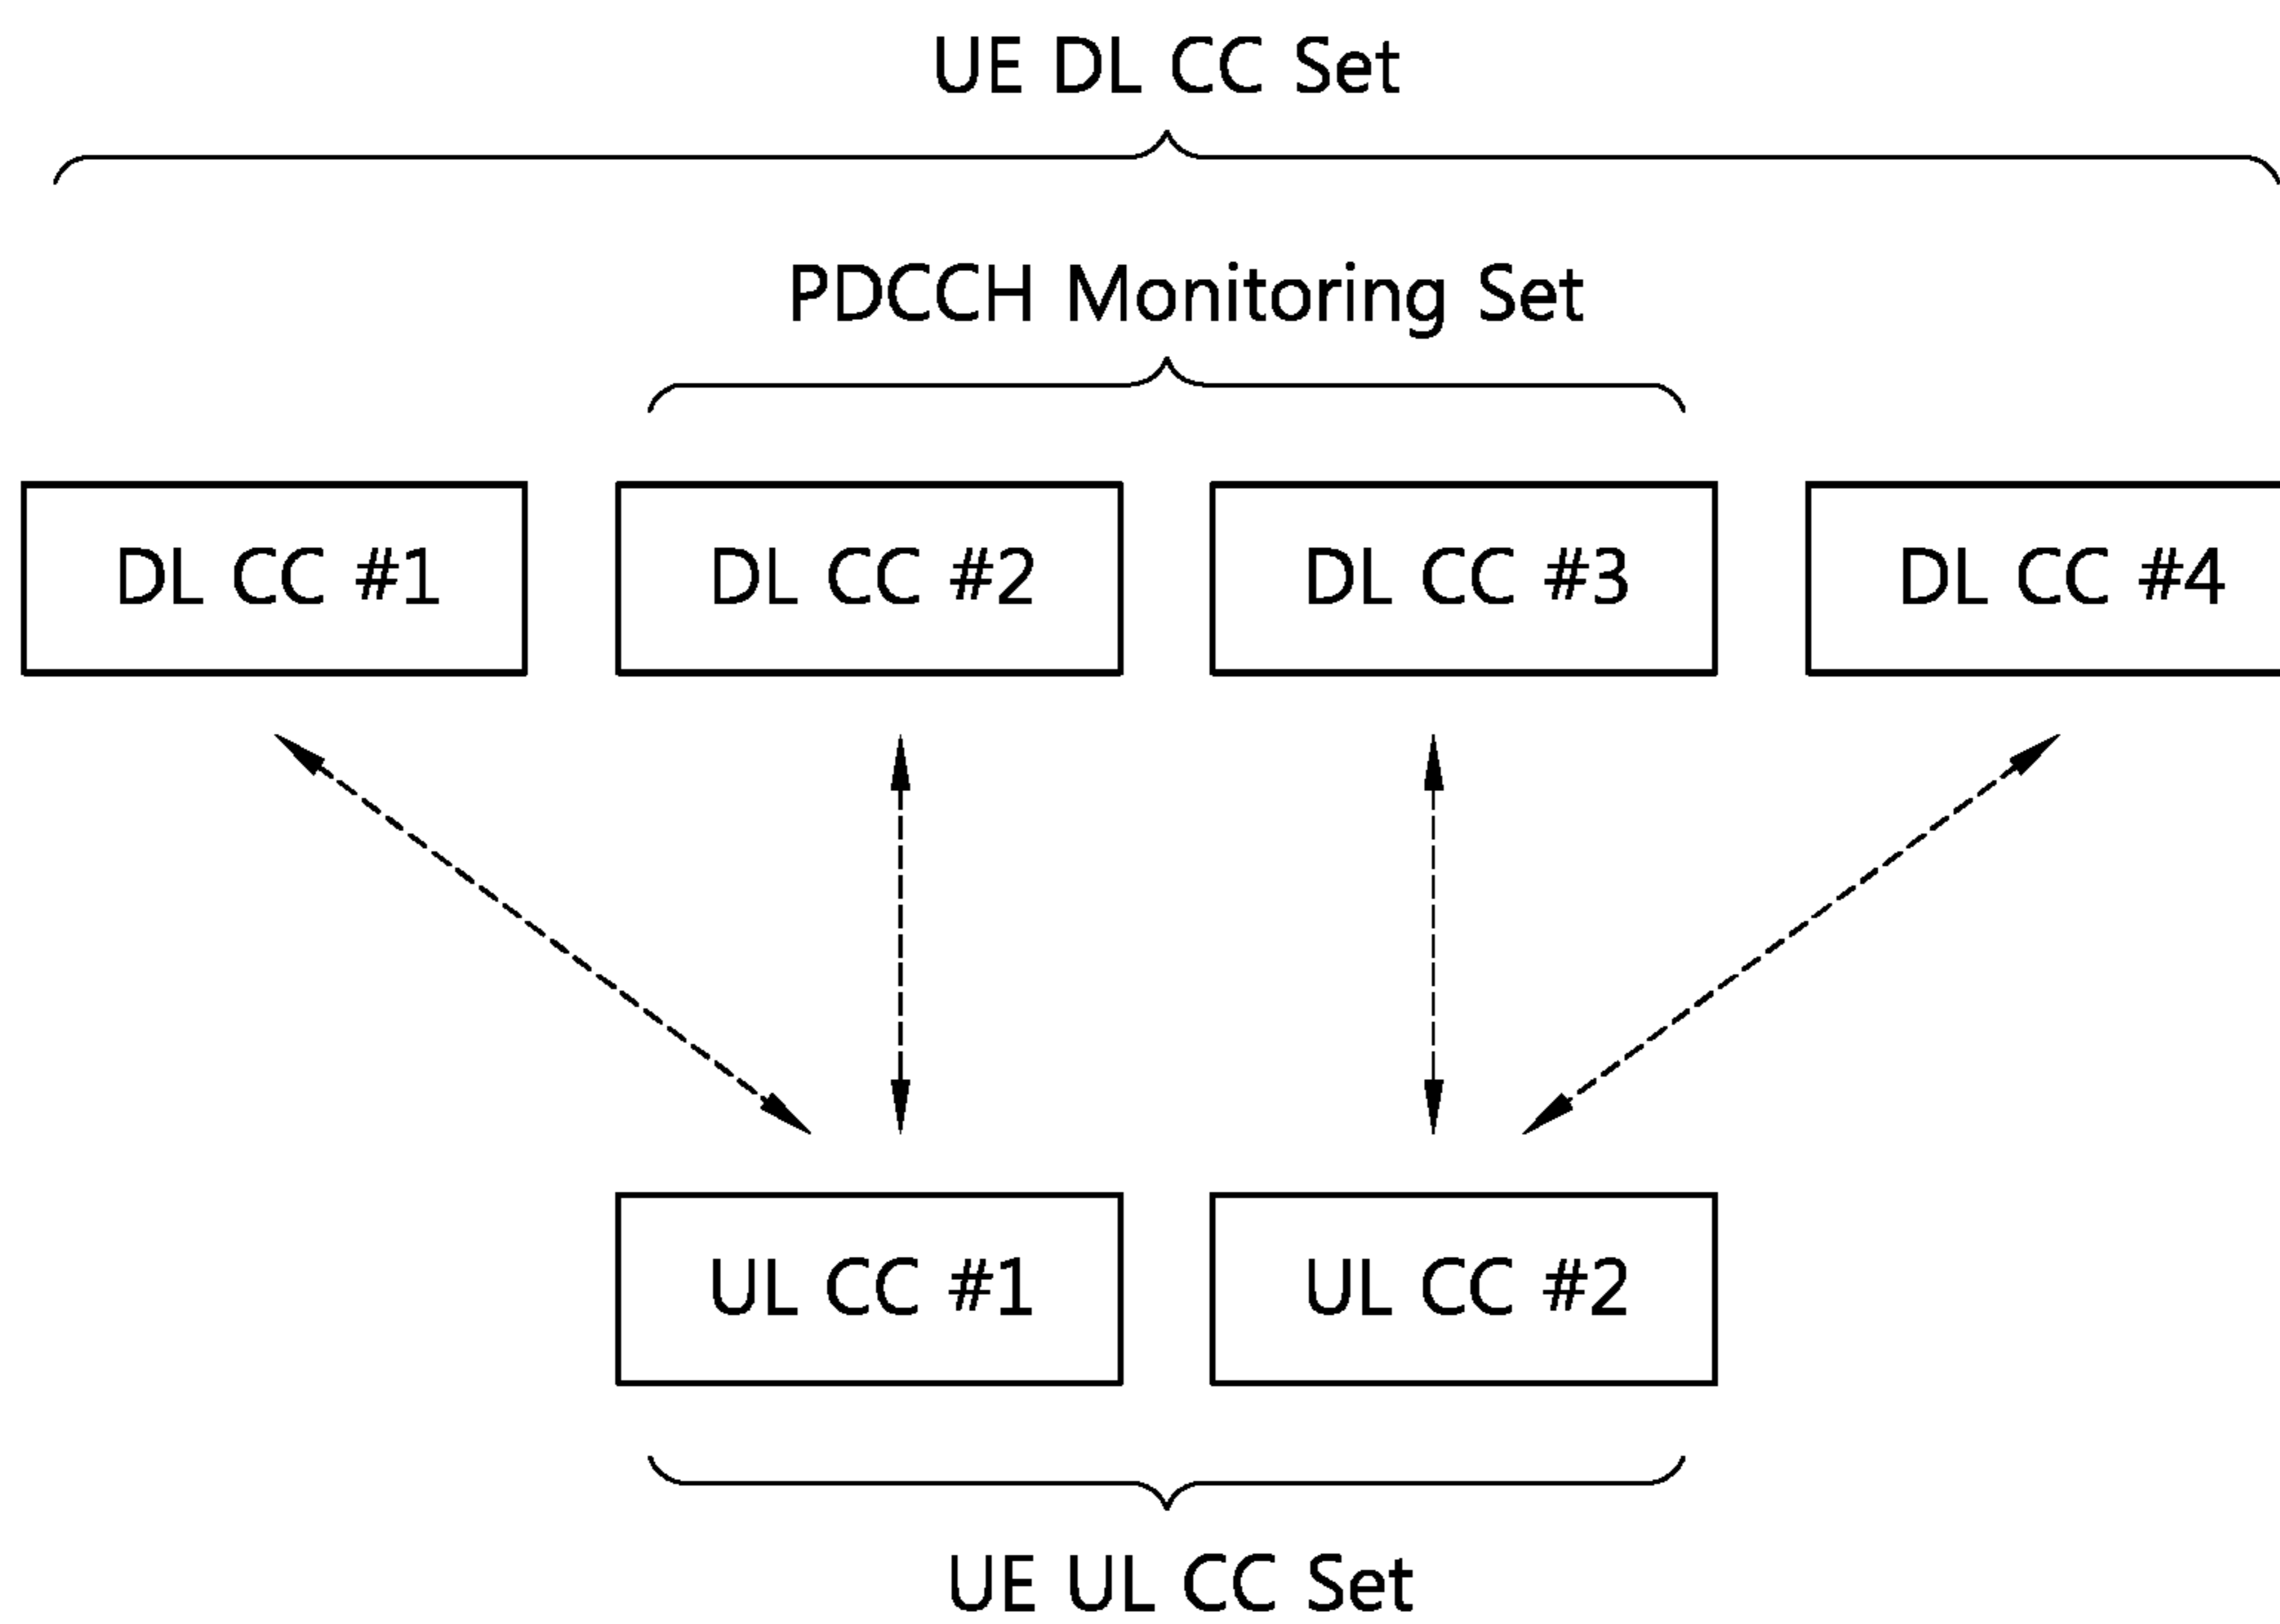 UE DL CC Set
PDCCH Monitoring Set
DL CC #1 DL CC #2 DL CC #3 DL CC #4
UL CC #1 UL CC #2
UE UL CC Set